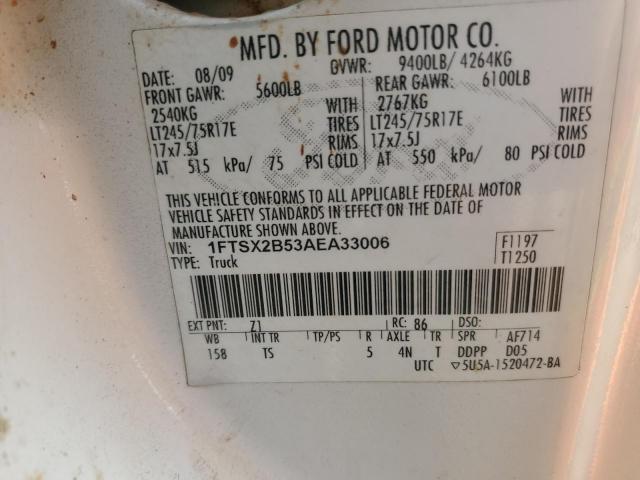 MFD. BY FORD MOTOR CO.
DATE: 08/09 GVWR: 9400LB/ 4264KG
FRONT GAWR: 5600LB REAR GAWR: 6100LB
2540KG WITH 2767KG WITH
LT245/75R17E TIRES LT245/75R17E TIRES
17x7.5J RIMS 17x7.5J RIMS
AT 515 kPa/ 75 PSI COLD AT 550 kPa/ 80 PSI COLD
THIS VEHICLE CONFORMS TO ALL APPLICABLE FEDERAL MOTOR
VEHICLE SAFETY STANDARDS IN EFFECT ON THE DATE OF
MANUFACTURE SHOWN ABOVE.
VIN: 1FTSX2B53AEA33006 F1197
TYPE: Truck T1250
EXT PNT: Z1 RC: 86 DSO:
WB INT TR TP/PS R AXLE TR SPR AF714
158 TS 5 4N T DDPP D05
UTC ▽5U5A-1520472-BA